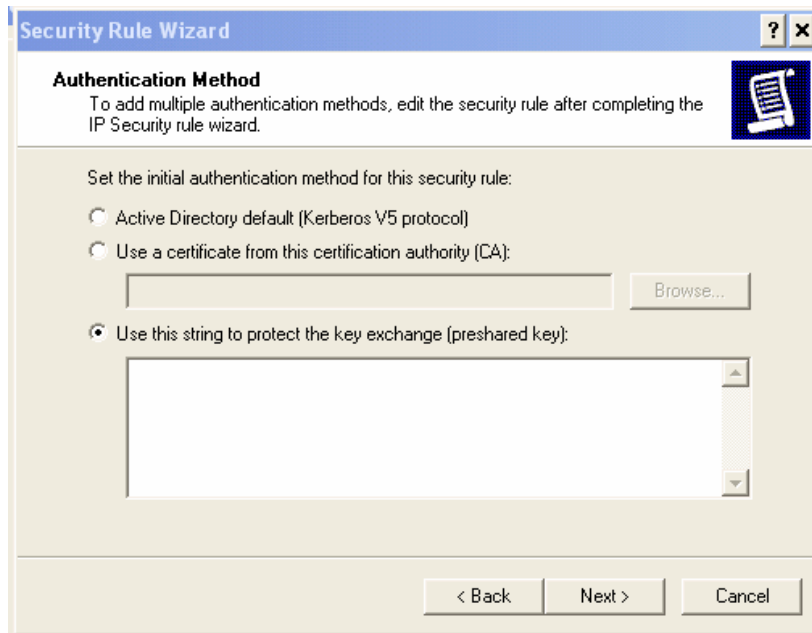 Security Rule Wizard
Authentication Method
To add multiple authentication methods, edit the security rule after completing the
IP Security rule wizard.
Set the initial authentication method for this security rule:
Active Directory default (Kerberos V5 protocol)
Use a certificate from this certification authority (CA):
Browse...
Use this string to protect the key exchange (preshared key):
< Back Next > Cancel